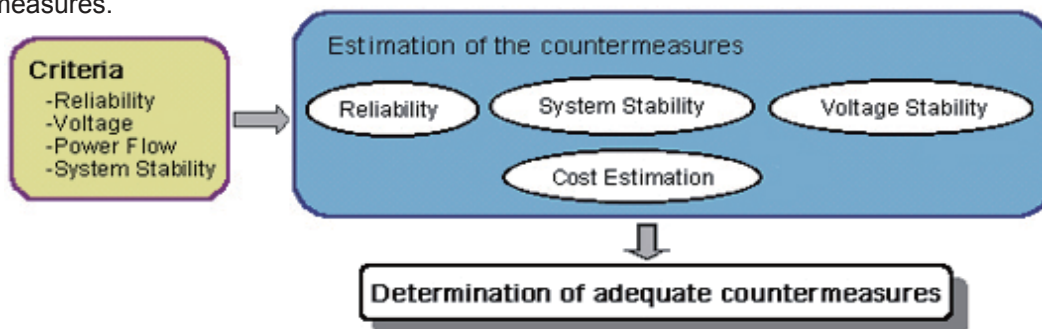 measures.
Criteria
-Reliability
-Voltage
-Power Flow
-System Stability
Estimation of the countermeasures
Reliability
System Stability
Voltage Stability
Cost Estimation
Determination of adequate countermeasures